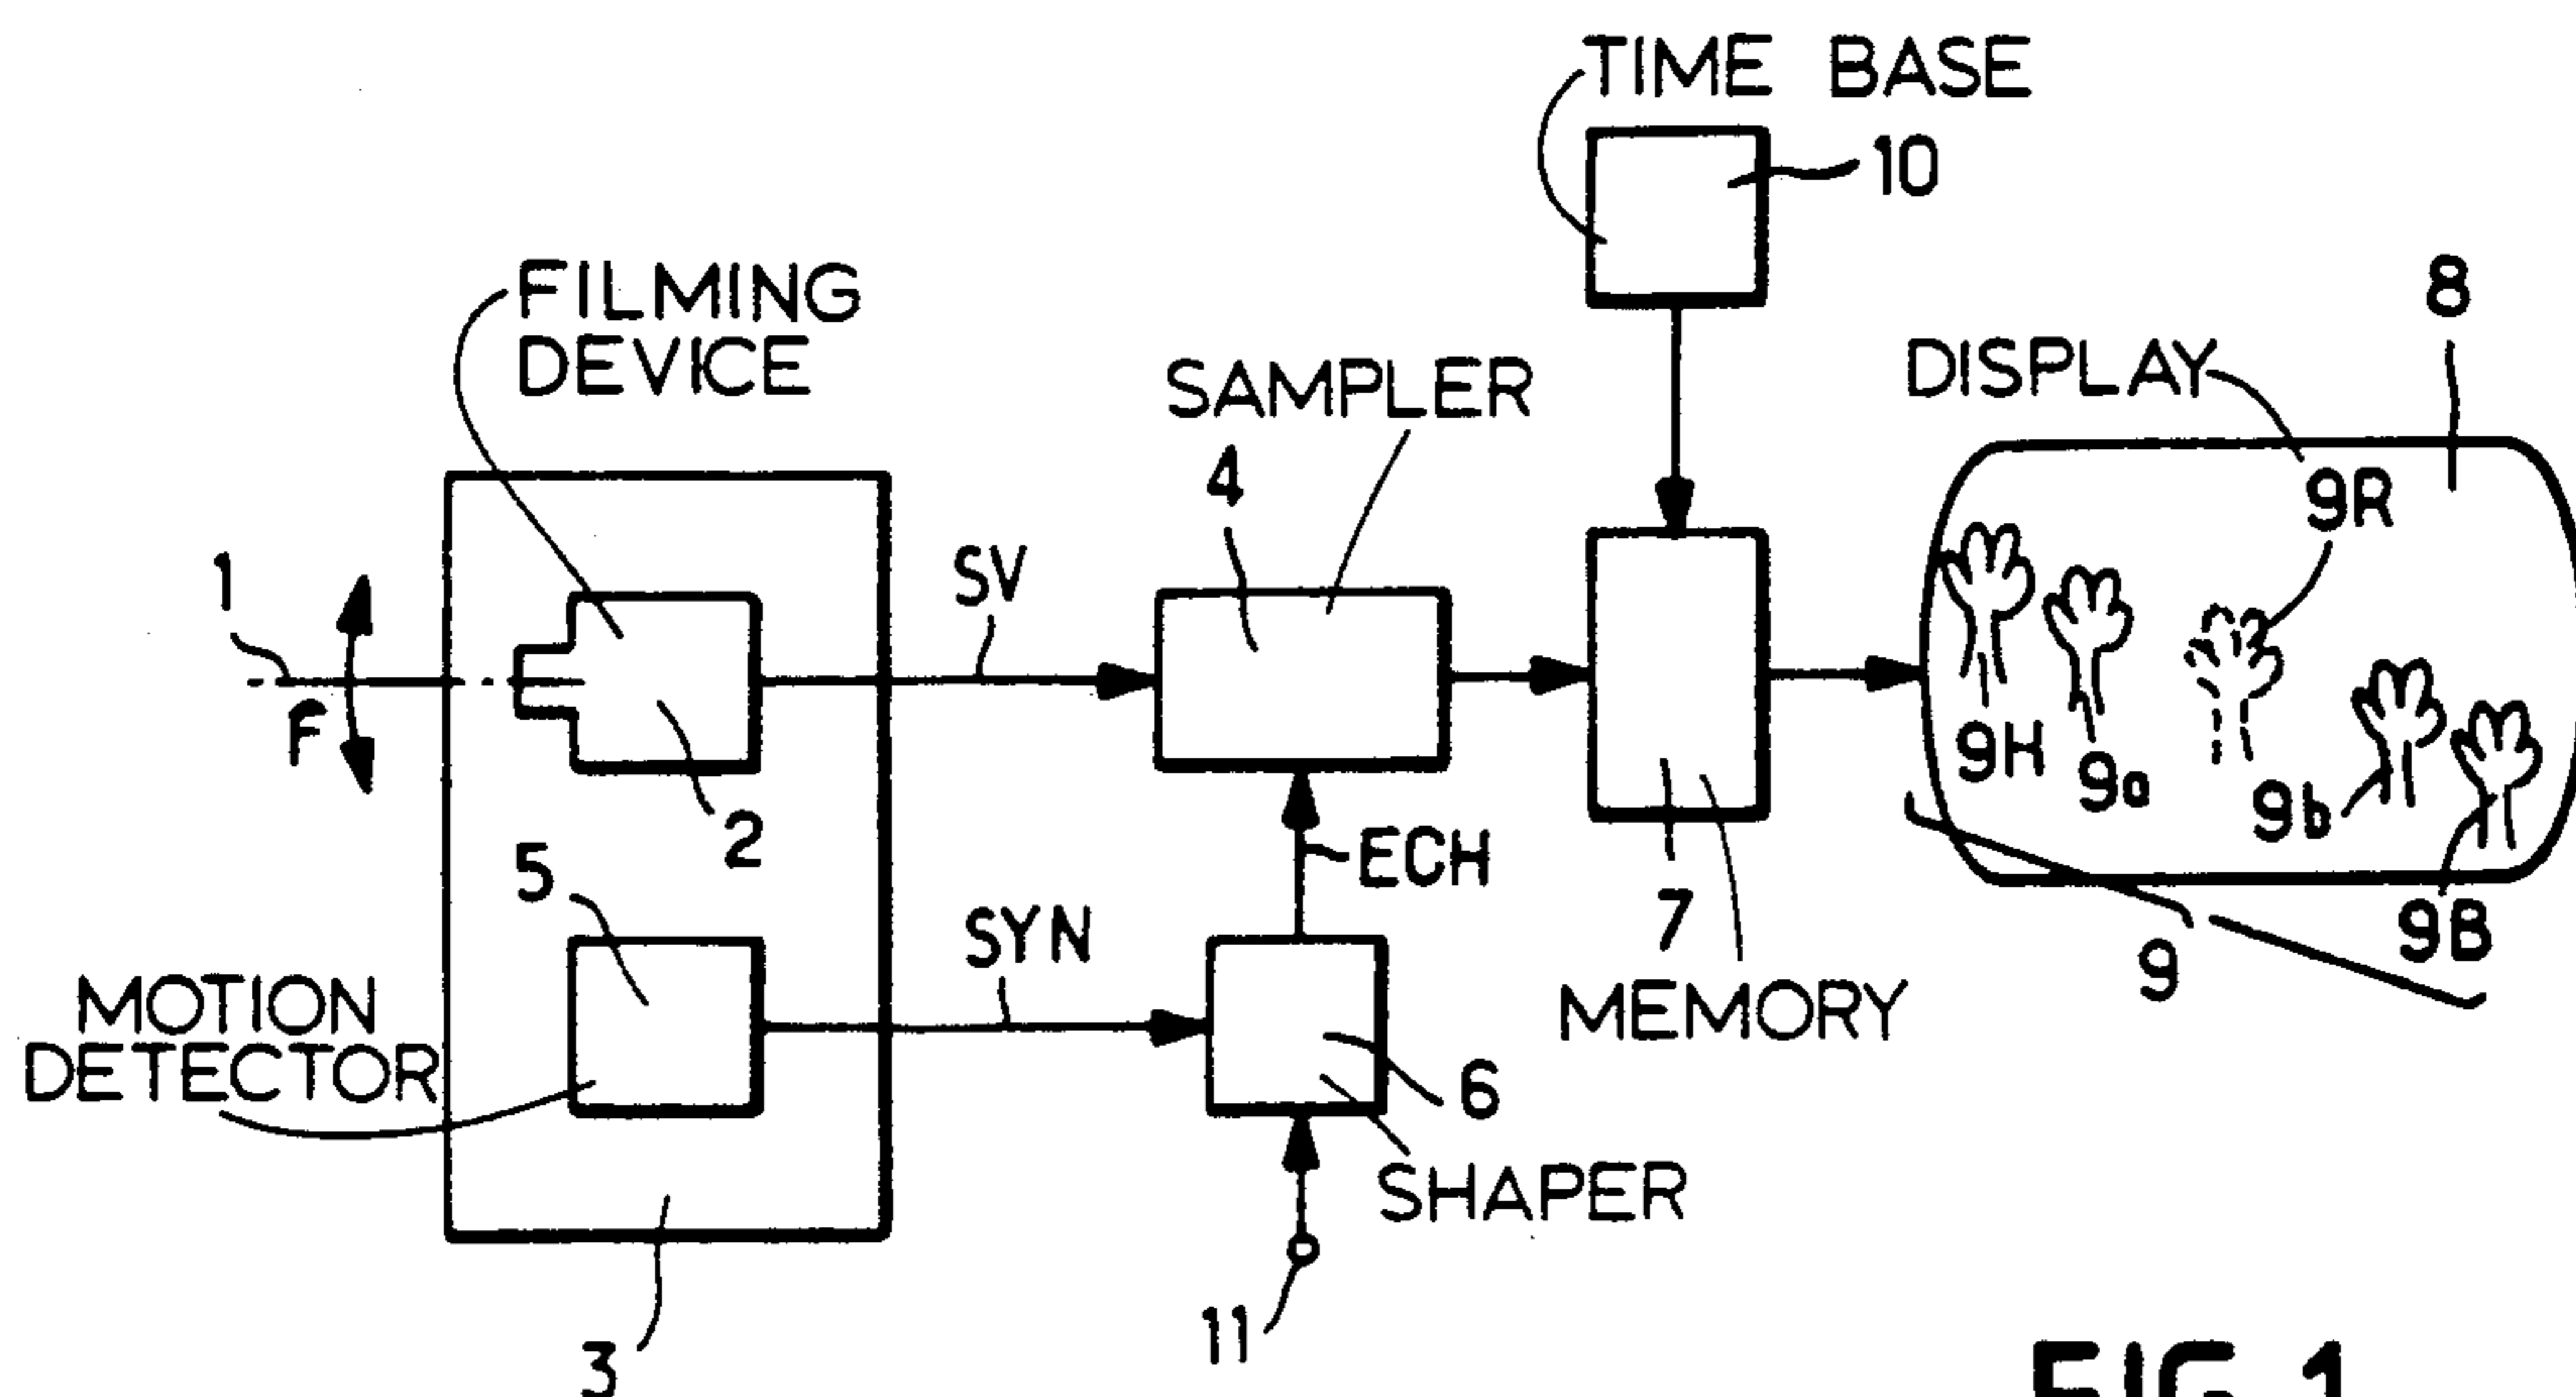 TIME BASE
10
FILMING
DEVICE
8
DISPLAY
SAMPLER
4
9R
1
SV
F
9H
9a
9b
2
ECH
5
7
9B
SYN
9
MOTION
DETECTOR
MEMORY
6
SHAPER
11
3
FIG.1